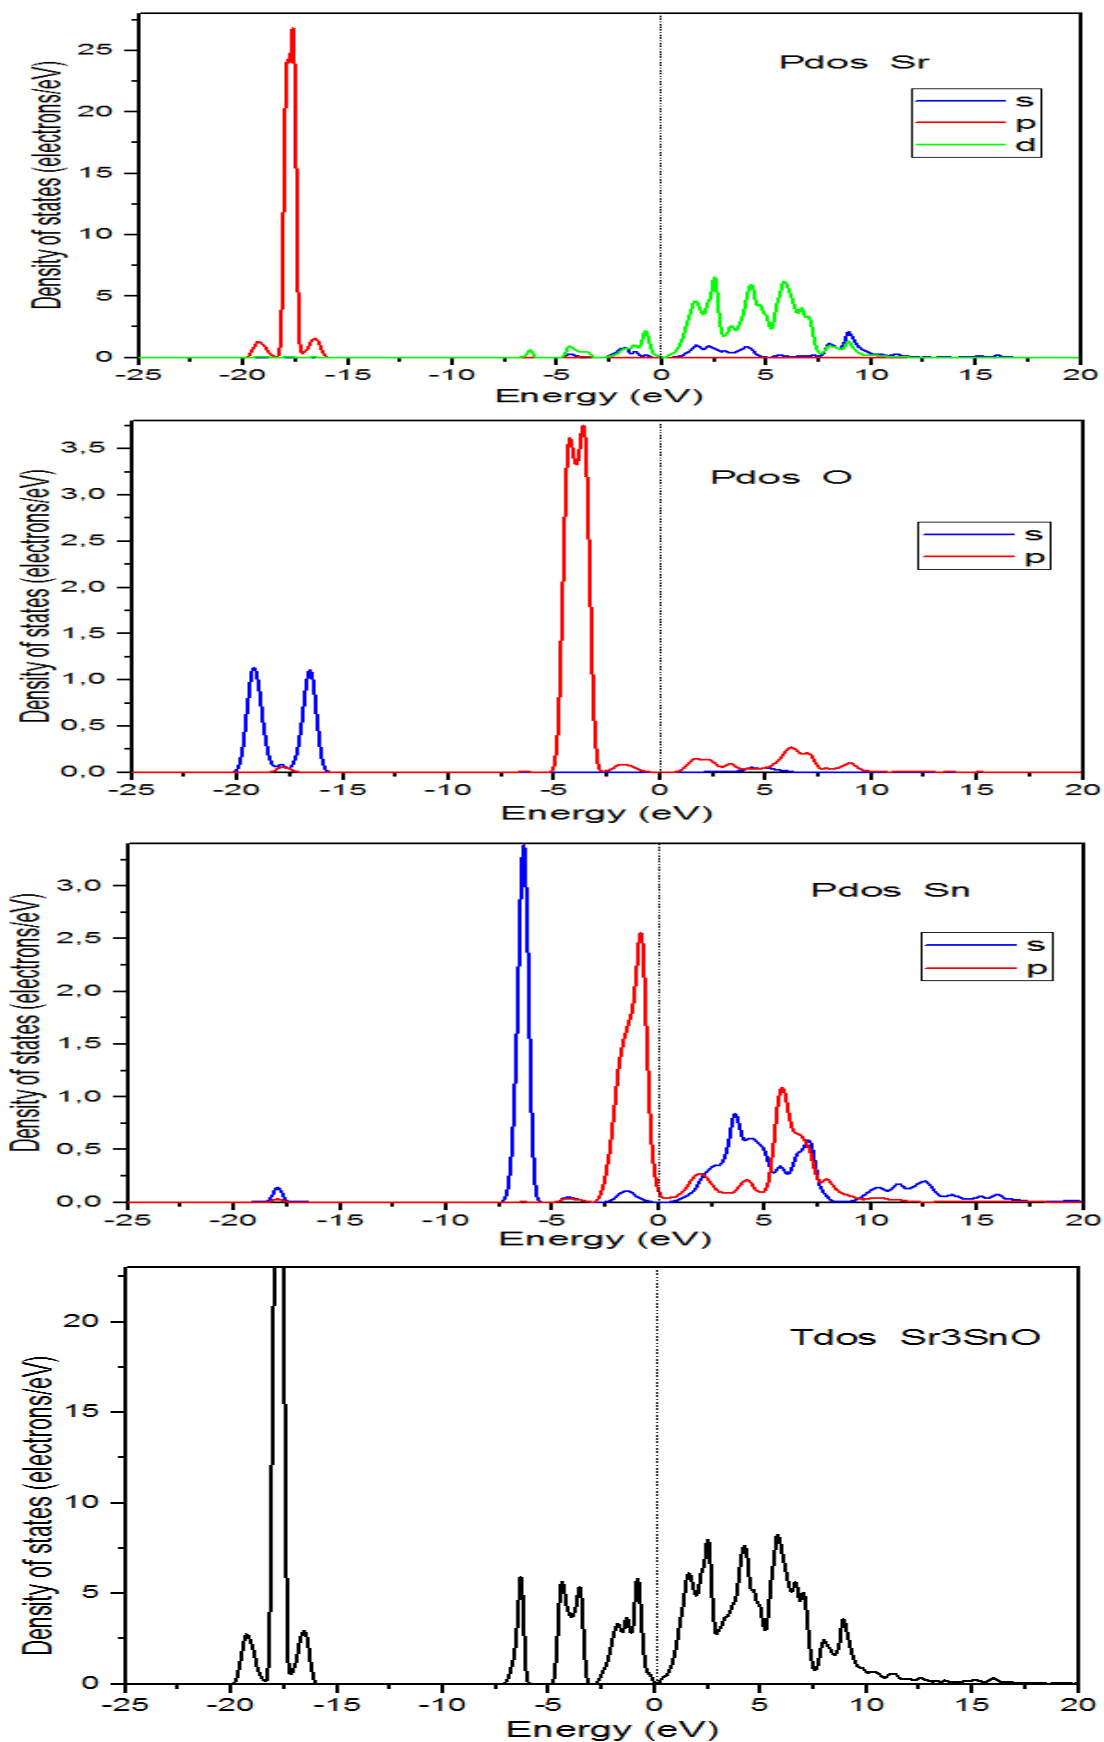 Density of states (electrons/eV)
25
20
15
10
5
0
Pdos Sr
s
p
d
-25 -20 -15 -10 -5 0 5 10 15 20
Energy (eV)
Density of states (electrons/eV)
3,5
3,0
2,5
2,0
1,5
1,0
0,5
0,0
Pdos O
s
p
-25 -20 -15 -10 -5 0 5 10 15 20
Energy (eV)
Density of states (electrons/eV)
3,0
2,5
2,0
1,5
1,0
0,5
0,0
Pdos Sn
s
p
-25 -20 -15 -10 -5 0 5 10 15 20
Energy (eV)
Density of states (electrons/eV)
20
15
10
5
0
Tdos Sr3SnO
-25 -20 -15 -10 -5 0 5 10 15 20
Energy (eV)